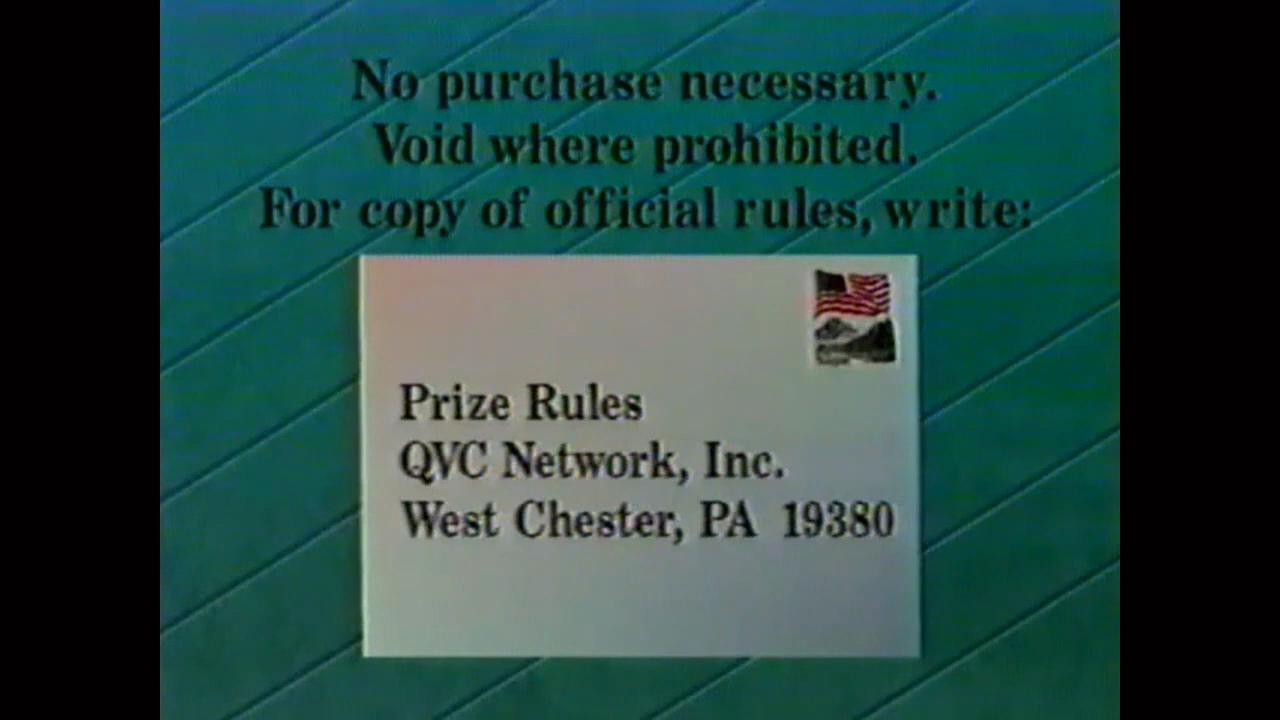 No purchase necessary.
Void where prohibited.
For copy of official rules, write:
Prize Rules
QVC Network, Inc.
West Chester, PA 19380